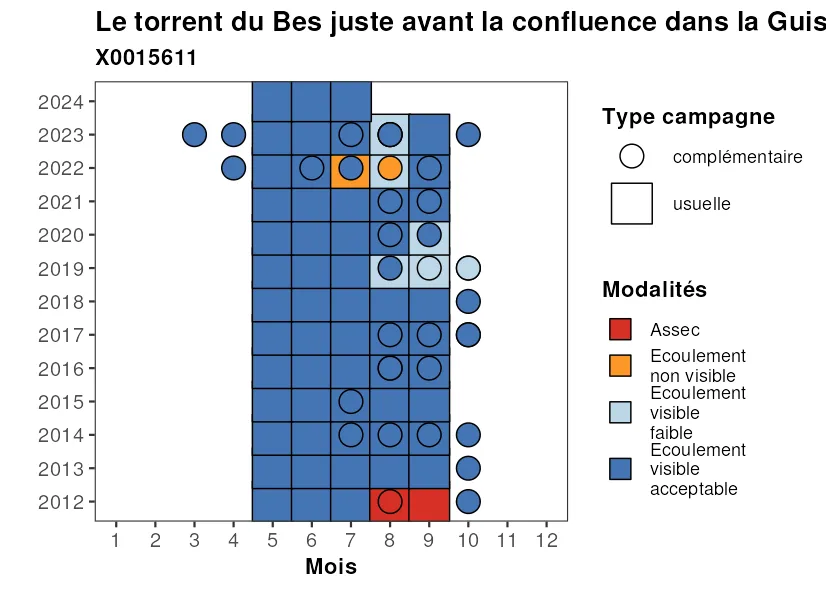 Le torrent du Bes juste avant la confluence dans la Guis
X0015611
2024
2023
2022
2021
2020
2019
2018
2017
2016
2015
2014
2013
2012
1 2 3 4 5 6 7 8 9 10 11 12
Mois
Type campagne
complémentaire
usuelle
Modalités
Assec
Ecoulement
non visible
Ecoulement
visible
faible
Ecoulement
visible
acceptable